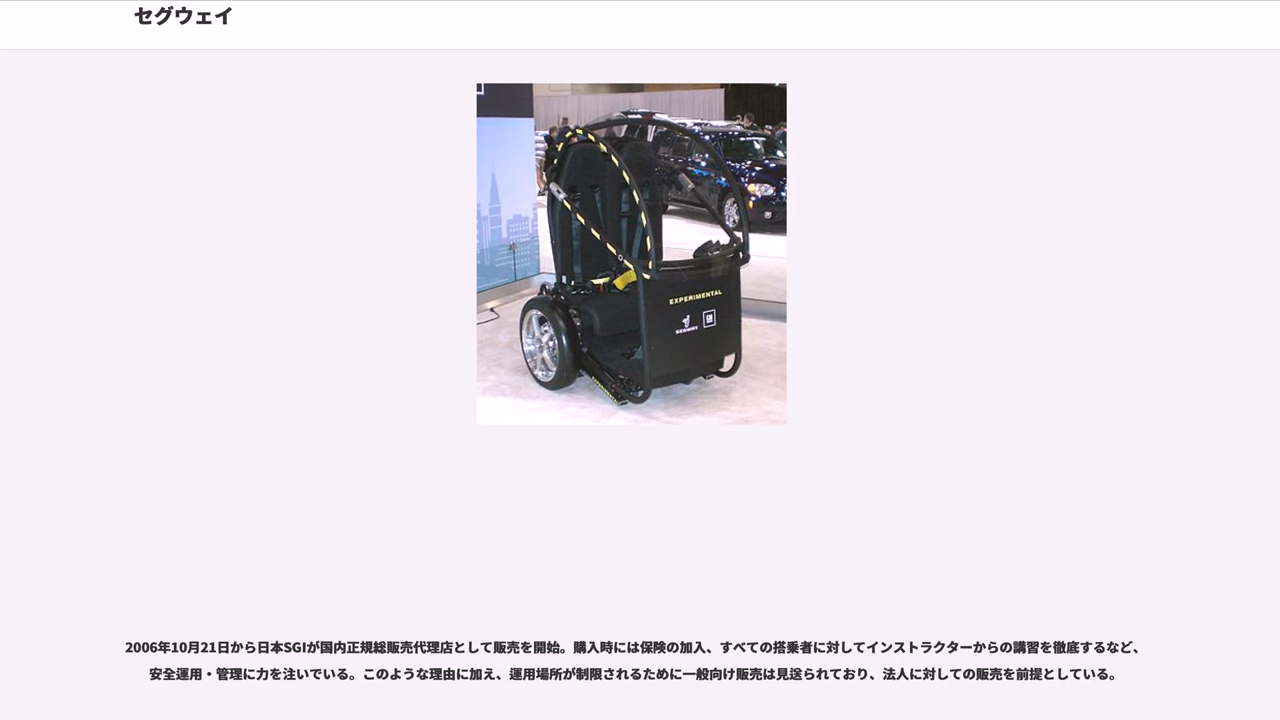 セグウェイ
EXPERIMENTAL
SEGWAY
GM
2006年10月21日から日本SGIが国内正規総販売代理店として販売を開始。購入時には保険の加入、すべての搭乗者に対してインストラクターからの講習を徹底するなど、
安全運用・管理に力を注いでいる。このような理由に加え、運用場所が制限されるために一般向け販売は見送られており、法人に対しての販売を前提としている。